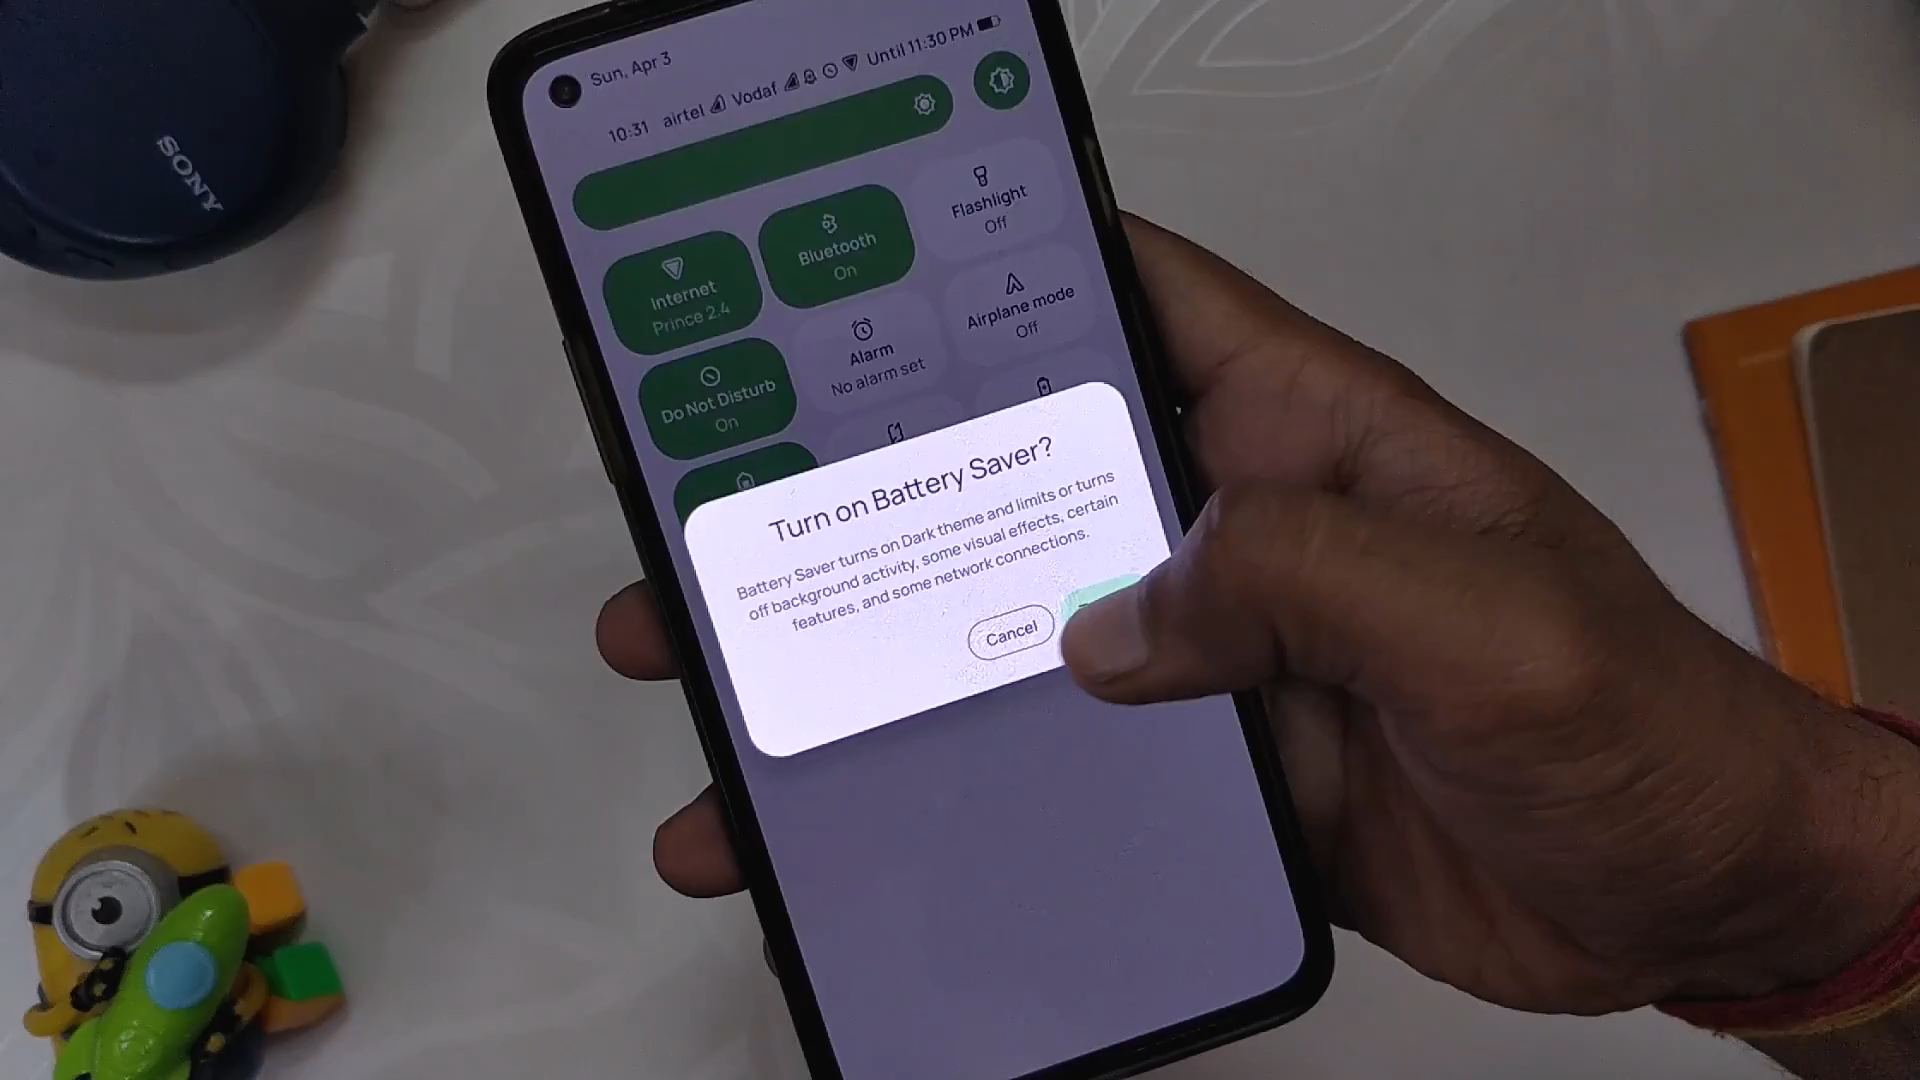 SONY
Sun, Apr 3
10:31 airtel Vodaf Until 11:30 PM
Internet
Prince 2.4
Bluetooth
On
Flashlight
Off
Do Not Disturb
On
Alarm
No alarm set
Airplane mode
Off
Turn on Battery Saver?
Battery Saver turns on Dark theme and limits or turns
off background activity, some visual effects, certain
features, and some network connections.
Cancel